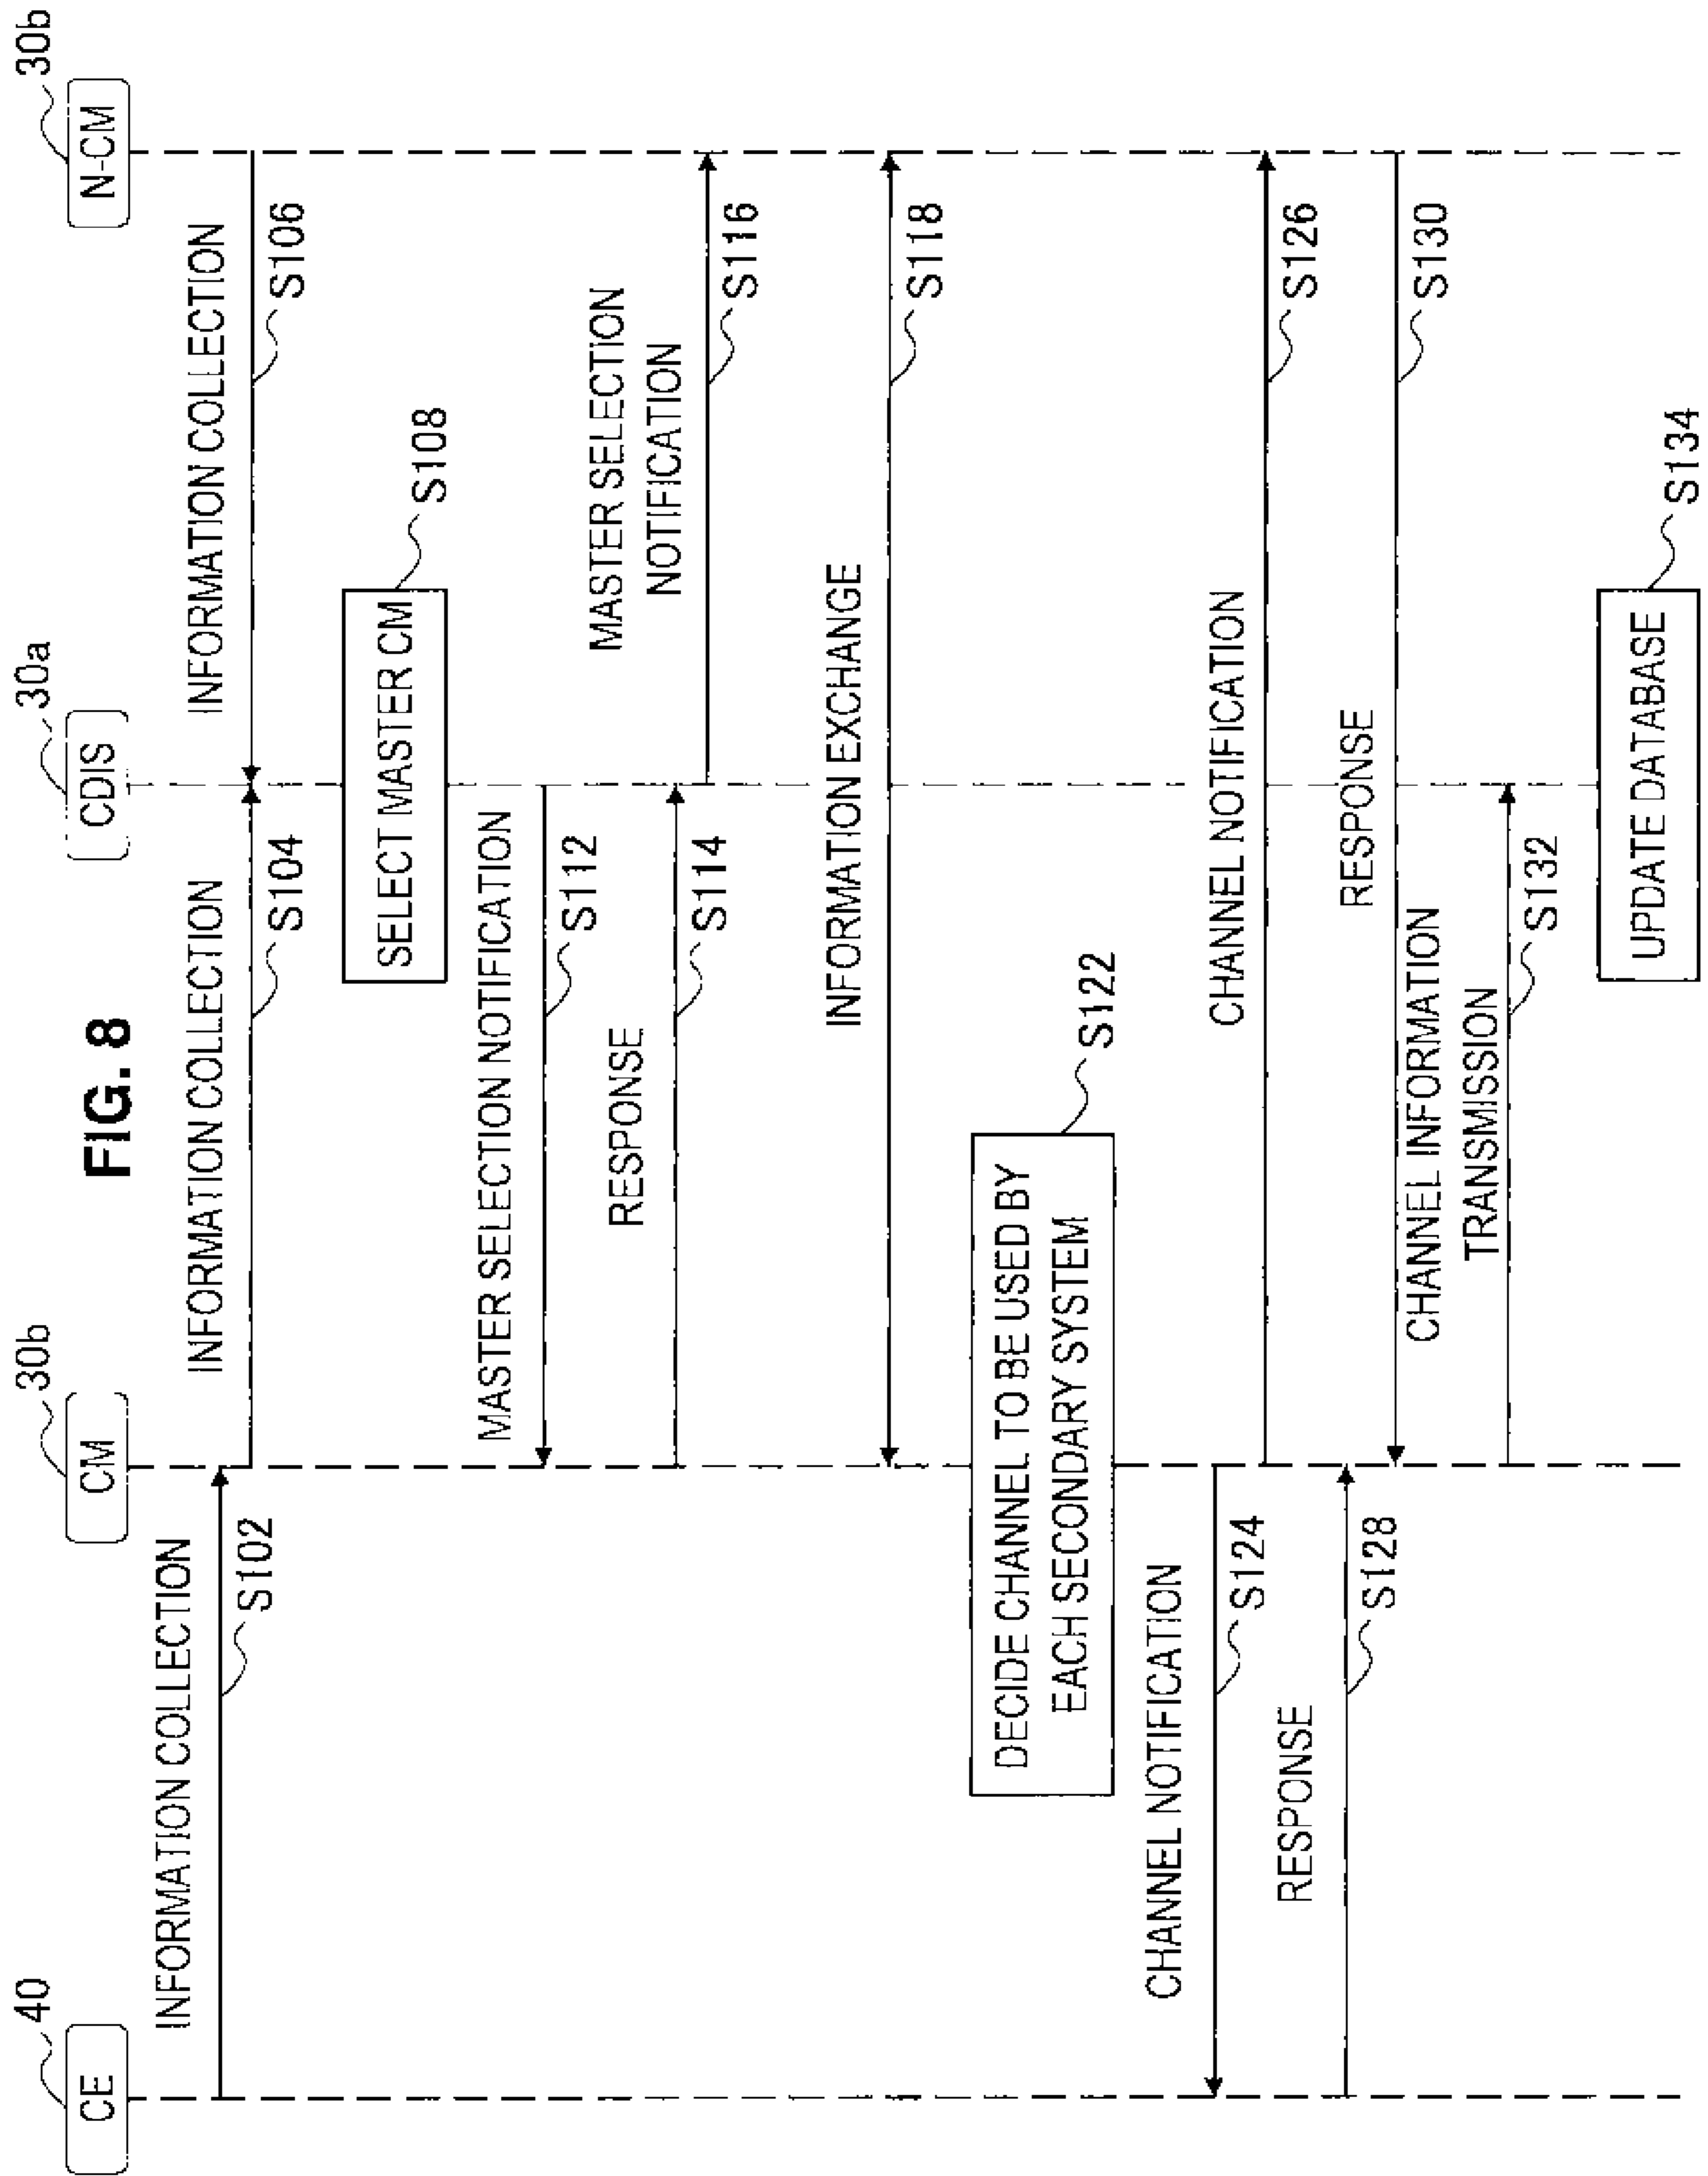 FIG. 8
40
CE
30b
CM
30a
CDIS
30b
N-CM
INFORMATION COLLECTION
S102
INFORMATION COLLECTION
S104
INFORMATION COLLECTION
S106
SELECT MASTER CM
S108
MASTER SELECTION NOTIFICATION
S112
RESPONSE
S114
MASTER SELECTION
NOTIFICATION
S116
INFORMATION EXCHANGE
S118
DECIDE CHANNEL TO BE USED BY
EACH SECONDARY SYSTEM
S122
CHANNEL NOTIFICATION
S124
CHANNEL NOTIFICATION
S126
RESPONSE
S128
RESPONSE
S130
CHANNEL INFORMATION
TRANSMISSION
S132
UPDATE DATABASE
S134